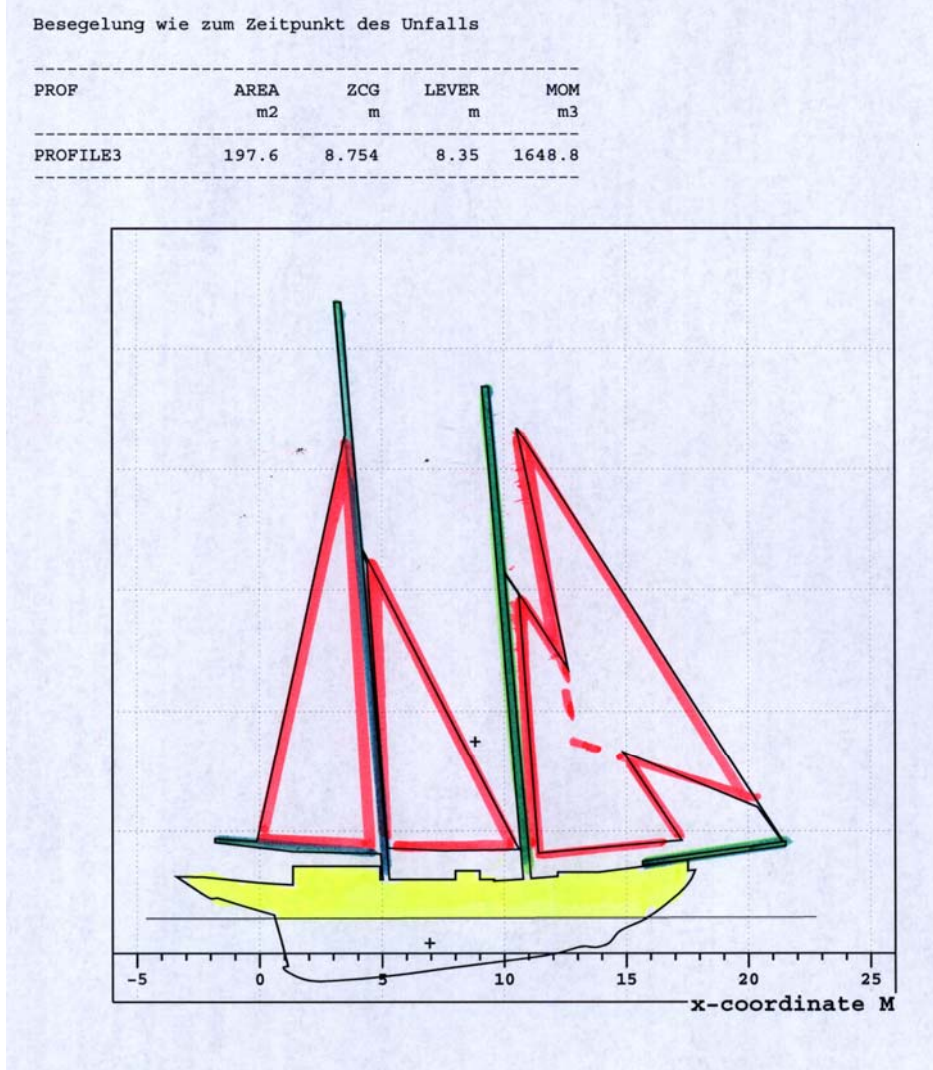 Besegelung wie zum Zeitpunkt des Unfalls
PROF AREA ZCG LEVER MOM
m2 m m m3
PROFILE3 197.6 8.754 8.35 1648.8
-5 0 5 10 15 20 25
x-coordinate M